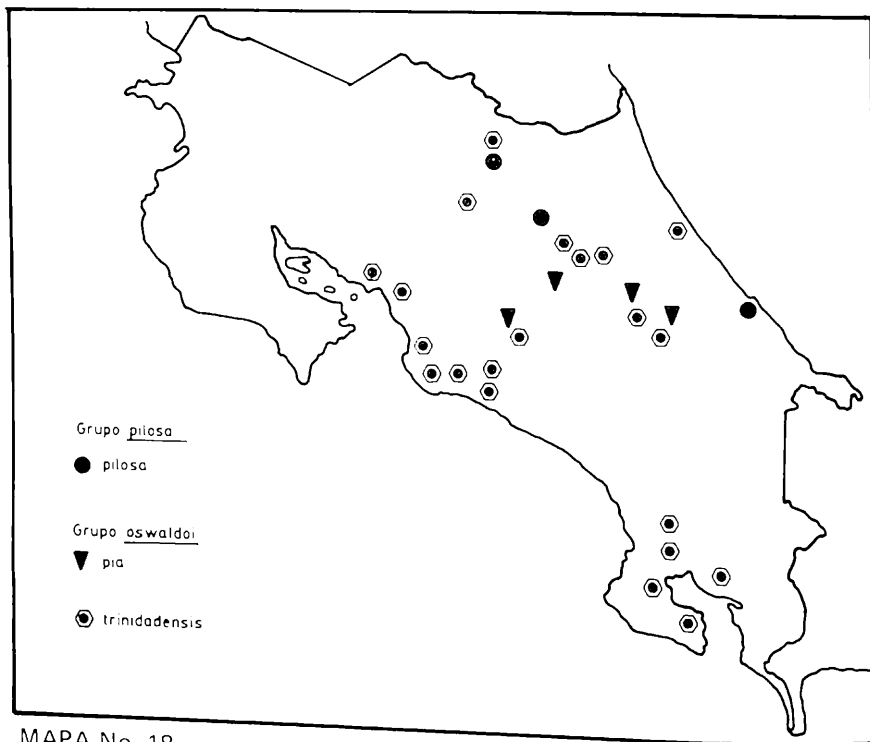 Grupo pilosa
pilosa
Grupo oswaldoi
pia
trinidadensis
MAPA No. 18